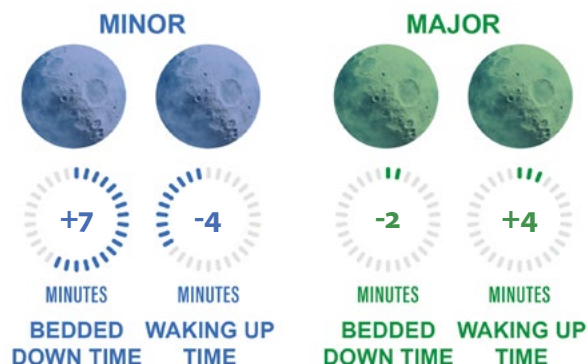 MINOR
MAJOR
+7
-4
-2
+4
MINUTES
MINUTES
MINUTES
MINUTES
BEDDED
DOWN TIME
WAKING UP
TIME
BEDDED
DOWN TIME
WAKING UP
TIME